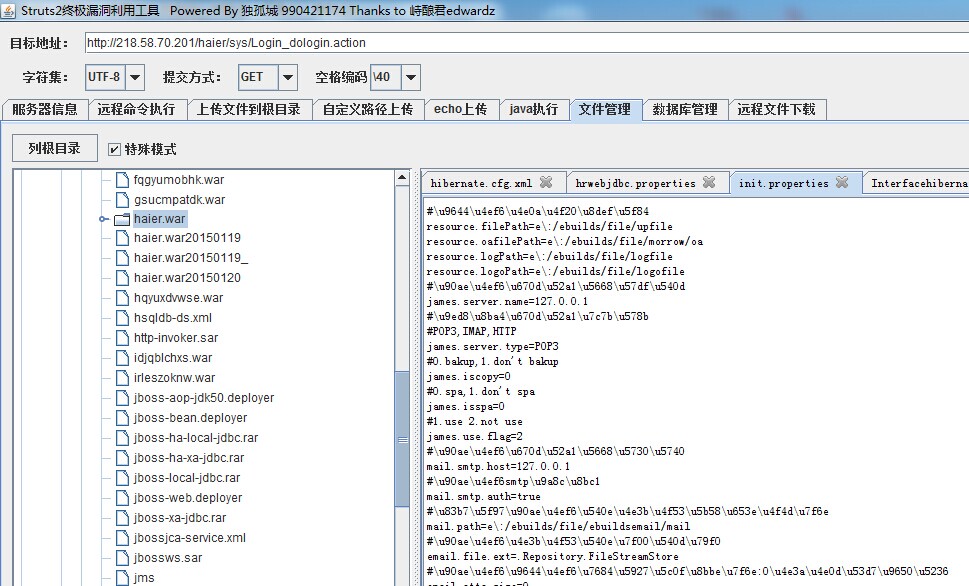 Struts2终极漏洞利用工具 Powered By 独孤城 990421174 Thanks to 峙酿君edwardz
目标地址： http://218.58.70.201/haier/sys/Login_dologin.action
字符集： UTF-8 提交方式： GET 空格编码 \40
服务器信息 远程命令执行 上传文件到极目录 自定义路径上传 echo上传 java执行 文件管理 数据库管理 远程文件下载
列极目录 特殊模式
fqgyumobhk.war
gsucmpatdk.war
haier.war
haier.war20150119
haier.war20150119_
haier.war20150120
hqyuxdvwse.war
hsqldb-ds.xml
http-invoker.sar
idjqblchxs.war
irleszoknw.war
jboss-aop-jdk50.deployer
jboss-bean.deployer
jboss-ha-local-jdbc.rar
jboss-ha-xa-jdbc.rar
jboss-local-jdbc.rar
jboss-web.deployer
jboss-xa-jdbc.rar
jbossjca-service.xml
jbossws.sar
jms
hibernate.cfg.xml hrwebjdbc.properties init.properties Interfacehiberna
#\u9644\u4ef6\u4e0a\u4f20\u8def\u5f84
resource.filePath=e\:/ebuilds/file/upfile
resource.oafilePath=e\:/ebuilds/file/morrow/oa
resource.logPath=e\:/ebuilds/file/logfile
resource.logoPath=e\:/ebuilds/file/logofile
#\u90ae\u4ef6\u670d\u52a1\u5668\u57df\u540d
james.server.name=127.0.0.1
#\u9ed8\u8ba4\u670d\u52a1\u7c7b\u578b
#POP3,IMAP,HTTP
james.server.type=POP3
#0.bakup,1.don't bakup
james.iscopy=0
#0.spa,1.don't spa
james.isspa=0
#1.use 2.not use
james.use.flag=2
#\u90ae\u4ef6\u670d\u52a1\u5668\u5730\u5740
mail.smtp.host=127.0.0.1
#\u90ae\u4ef6smtp\u9a8c\u8bc1
mail.smtp.auth=true
#\u83b7\u5f97\u90ae\u4ef6\u540e\u4e3b\u4f53\u5b58\u653e\u4f4d\u7f6e
mail.path=e\:/ebuilds/file/ebuildsemail/mail
#\u90ae\u4ef6\u4e3b\u4f53\u540e\u7f00\u540d\u79f0
email.file.ext=.Repository.FileStreamStore
#\u90ae\u4ef6\u9644\u4ef6\u7684\u5927\u5c0f\u8bbe\u7f6e:0\u4e3a\u4e0d\u53d7\u9650\u5236